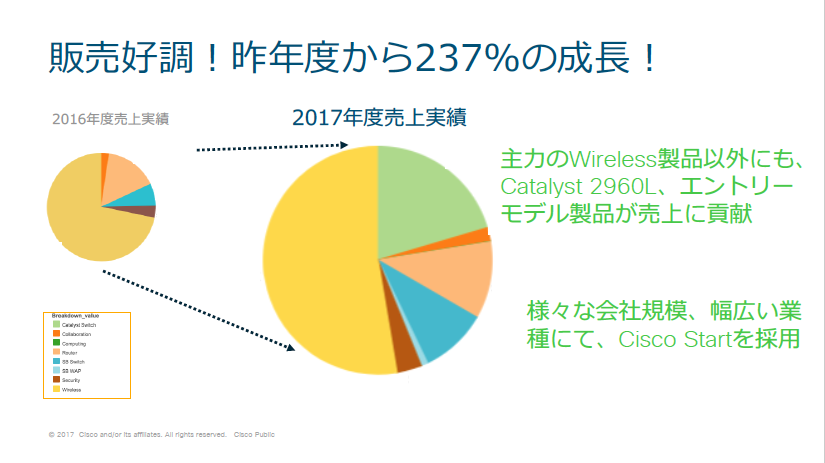 販売好調！昨年度から237%の成長！
2016年度売上実績
2017年度売上実績
主力のWireless製品以外にも、
Catalyst 2960L、エントリー
モデル製品が売上に貢献
様々な会社規模、幅広い業
種にて、Cisco Startを採用
Breakdown_value
Catalyst Switch
Collaboration
Computing
Router
SB Switch
SB WAP
Security
Wireless
© 2017 Cisco and/or its affiliates. All rights reserved. Cisco Public